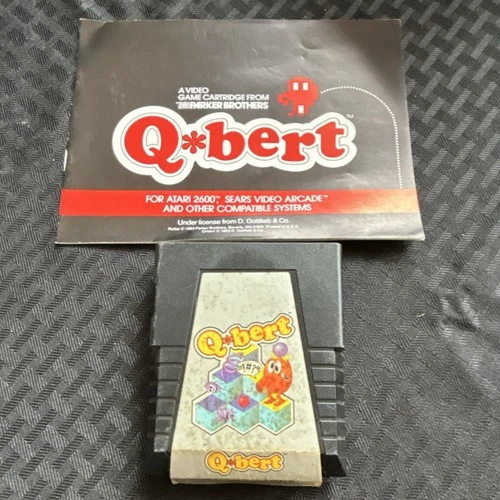 A VIDEO
GAME CARTRIDGE FROM
PARKER BROTHERS
Q*bert™
FOR ATARI 2600™, SEARS VIDEO ARCADE™
AND OTHER COMPATIBLE SYSTEMS
Under license from D. Gottlieb & Co.
Q*bert
@!#?
Q*bert